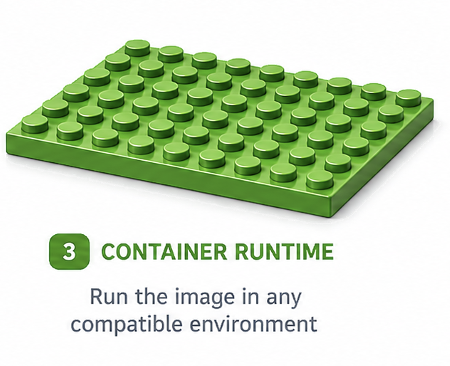 3 CONTAINER RUNTIME
Run the image in any
compatible environment